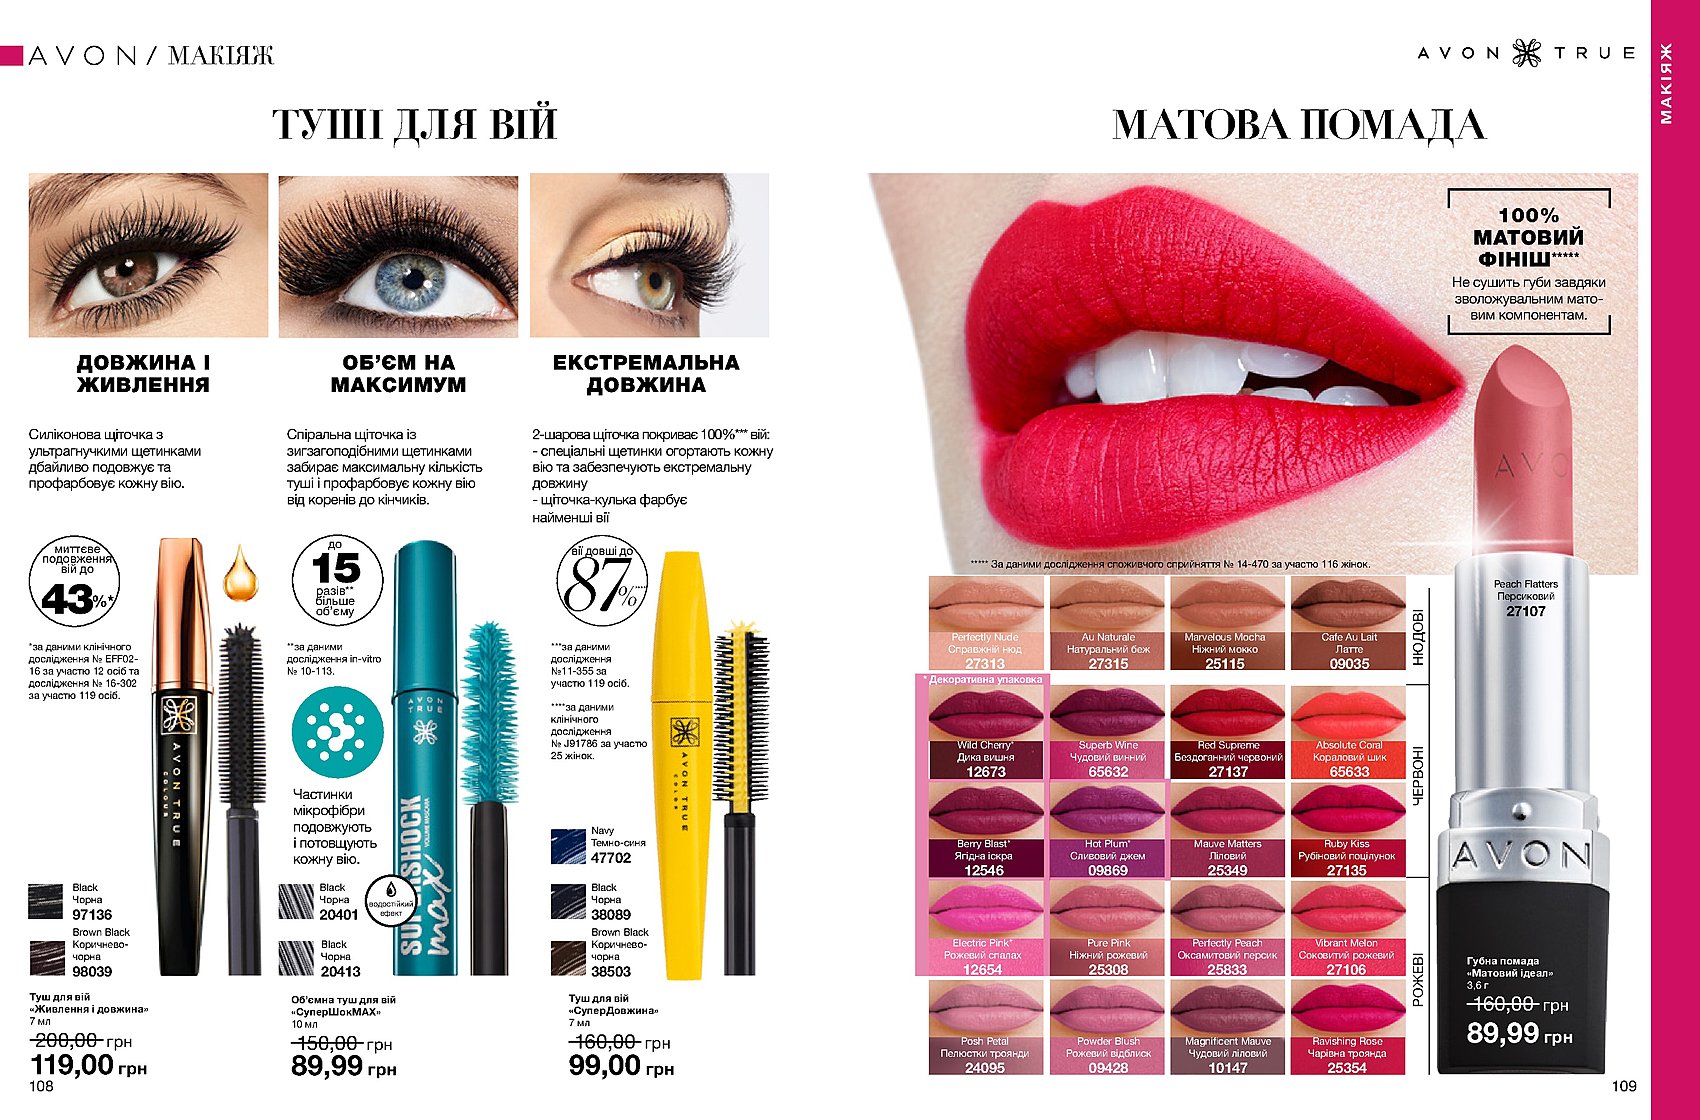 AVON / МАКІЯЖ
ТУШІ ДЛЯ ВІЙ
ДОВЖИНА І
ЖИВЛЕННЯ
Силіконова щіточка з
ультрагнучкими щетинками
дбайливо подовжує та
профарбовує кожну вію.
миттєве
подовження
вій до
43%*
*за даними клінічного
дослідження № EFF02-
16 за участю 12 осіб та
дослідження № 16-302
за участю 119 осіб.
AVON TRUE
COLOUR
Black
Чорна
97136
Brown Black
Коричнево-
чорна
98039
Туш для вій
«Живлення і довжина»
7 мл
200,00 грн
119,00 грн
108
ОБ’ЄМ НА
МАКСИМУМ
Спіральна щіточка із
зигзагоподібними щетинками
забирає максимальну кількість
туші і профарбовує кожну вію
від коренів до кінчиків.
до
15
разів**
більше
об’єму
**за даними
дослідження in-vitro
№ 10-113.
Частинки
мікрофібри
подовжують
і потовщують
кожну вію.
AVON
TRUE
SUPERSHOCK
max
VOLUME MASCARA
водостійкий
ефект
Black
Чорна
20401
Black
Чорна
20413
Об’ємна туш для вій
«СуперШокMAX»
10 мл
150,00 грн
89,99 грн
ЕКСТРЕМАЛЬНА
ДОВЖИНА
2-шарова щіточка покриває 100%*** вій:
- спеціальні щетинки огортають кожну
вію та забезпечують екстремальну
довжину
- щіточка-кулька фарбує
найменші вії
вії довші до
87%****
***за даними
дослідження
№11-355 за
участю 119 осіб.
****за даними
клінічного
дослідження
№ J91786 за участю
25 жінок.
AVON TRUE
COLOR
Navy
Темно-синя
47702
Black
Чорна
38089
Brown Black
Коричнево-
чорна
38503
Туш для вій
«СуперДовжина»
7 мл
160,00 грн
99,00 грн
AVON TRUE
МАКІЯЖ
МАТОВА ПОМАДА
100%
МАТОВИЙ
ФІНІШ*****
Не сушить губи завдяки
зволожувальним мато-
вим компонентам.
AVO
***** За даними дослідження споживчого сприйняття № 14-470 за участю 116 жінок.
Peach Flatters
Персиковий
27107
Perfectly Nude
Справжній нюд
27313
Au Naturale
Натуральний беж
27315
Marvelous Mocha
Ніжний мокко
25115
Cafe Au Lait
Латте
09035
НЮДОВІ
* Декоративна упаковка
Wild Cherry*
Дика вишня
12673
Superb Wine
Чудовий винний
65632
Red Supreme
Бездоганний червоний
27137
Absolute Coral
Кораловий шик
65633
ЧЕРВОНІ
Berry Blast*
Ягідна іскра
12546
Hot Plum*
Сливовий джем
09869
Mauve Matters
Ліловий
25349
Ruby Kiss
Рубіновий поцілунок
27135
Electric Pink*
Рожевий спалах
12654
Pure Pink
Ніжний рожевий
25308
Perfectly Peach
Оксамитовий персик
25833
Vibrant Melon
Соковитий рожевий
27106
РОЖЕВІ
Posh Petal
Пелюстки троянди
24095
Powder Blush
Рожевий відблиск
09428
Magnificent Mauve
Чудовий ліловий
10147
Ravishing Rose
Чарівна троянда
25354
AVON
Губна помада
«Матовий ідеал»
3,6 г
160,00 грн
89,99 грн
109